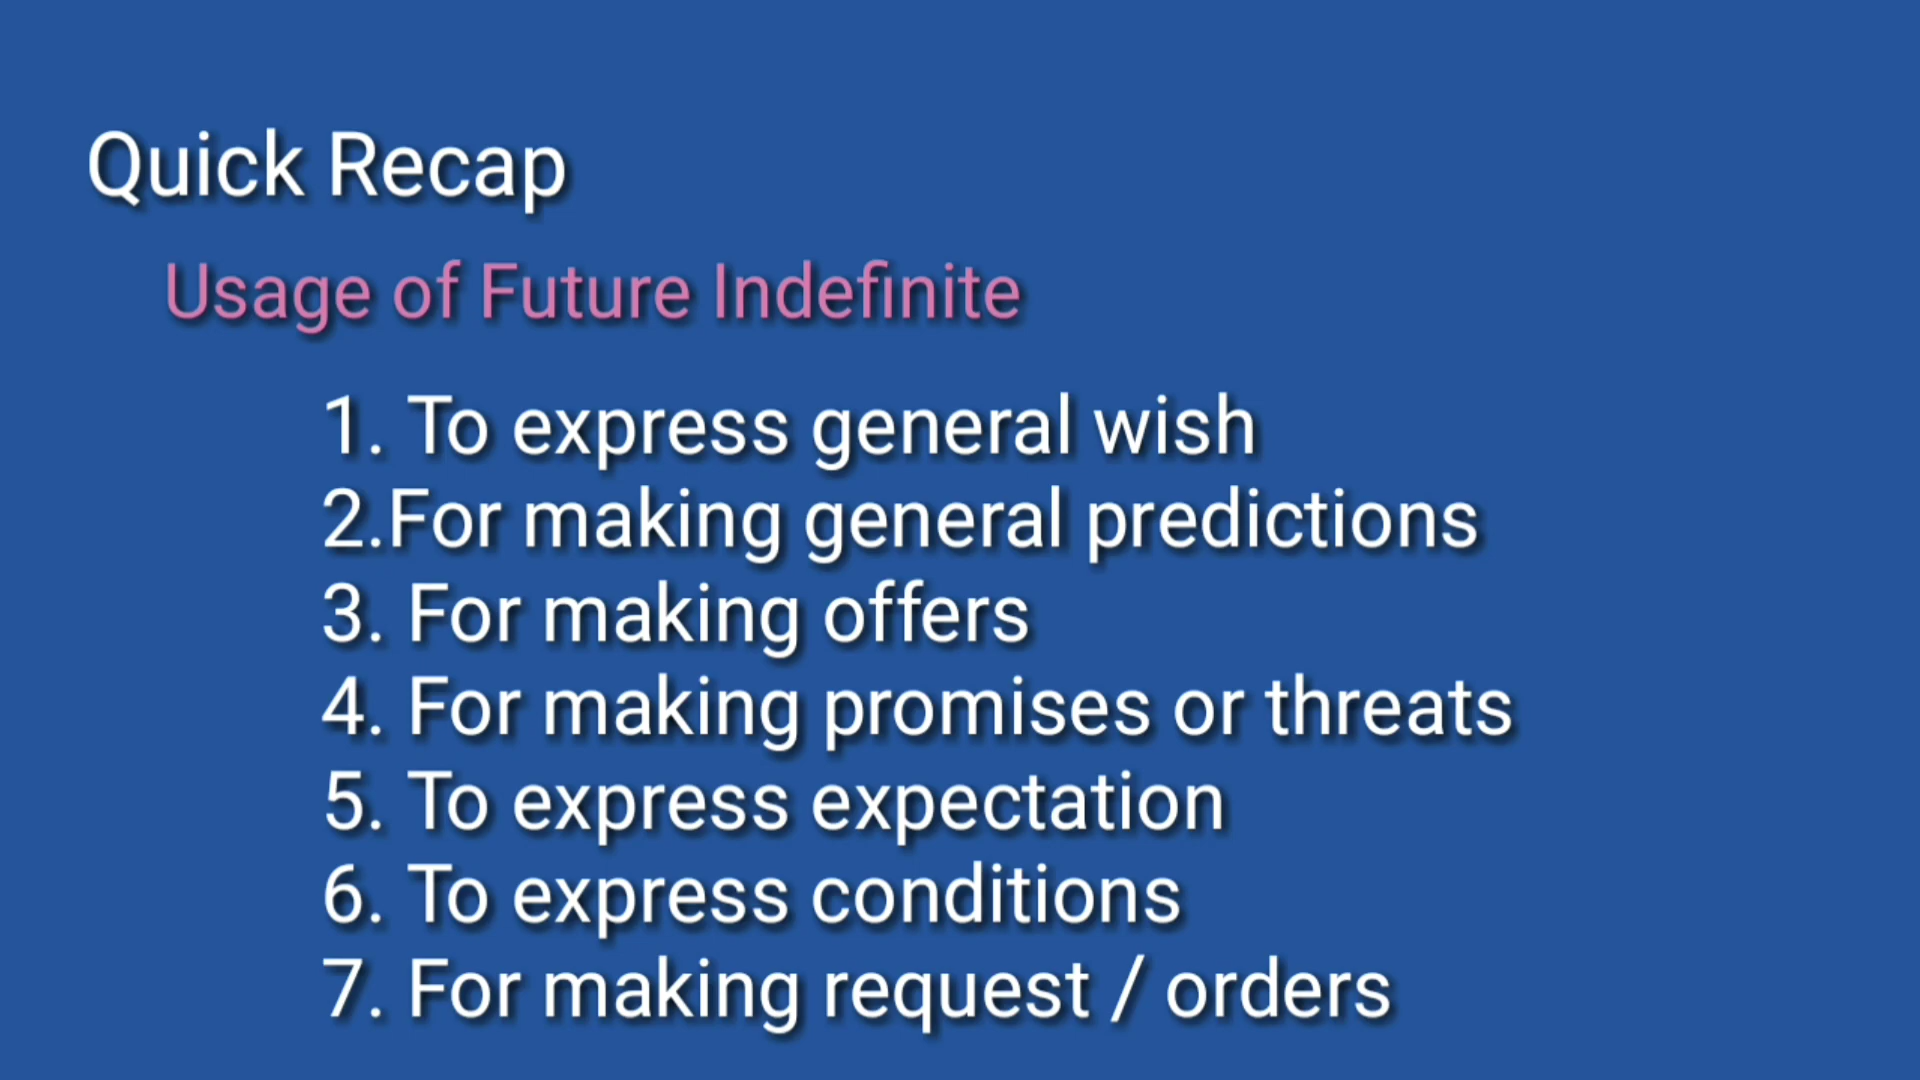 Quick Recap
Usage of Future Indefinite
1. To express general wish
2.For making general predictions
3. For making offers
4. For making promises or threats
5. To express expectation
6. To express conditions
7. For making request / orders